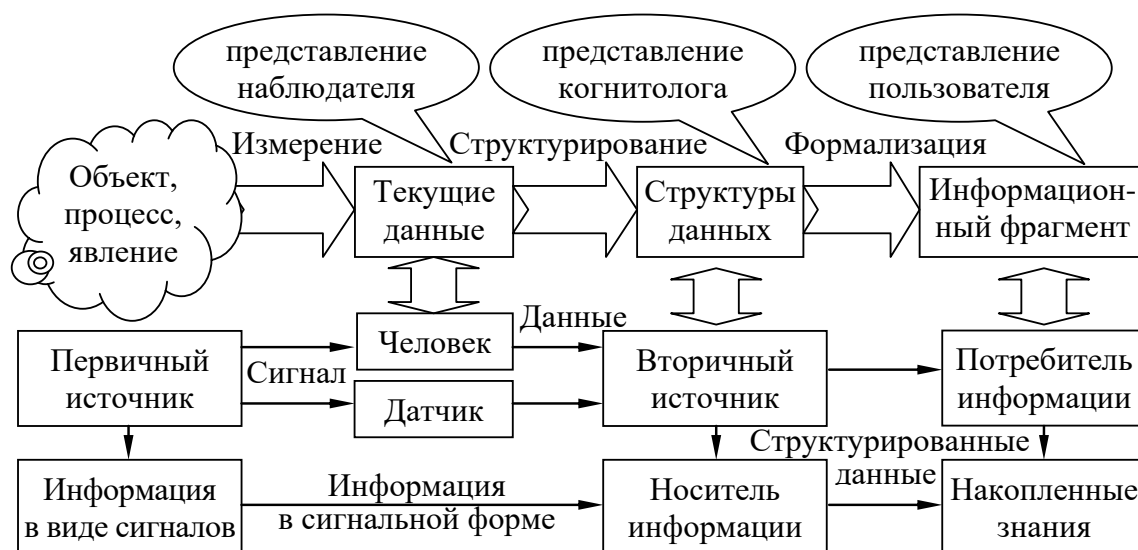 представление
наблюдателя
представление
когнитолога
представление
пользователя
Измерение
Структурирование
Формализация
Объект,
процесс,
явление
Текущие
данные
Структуры
данных
Информацион-
ный фрагмент
Первичный
источник
Сигнал
Человек
Датчик
Данные
Вторичный
источник
Потребитель
информации
Информация
в виде сигналов
Информация
в сигнальной форме
Носитель
информации
Структурированные
данные
Накопленные
знания